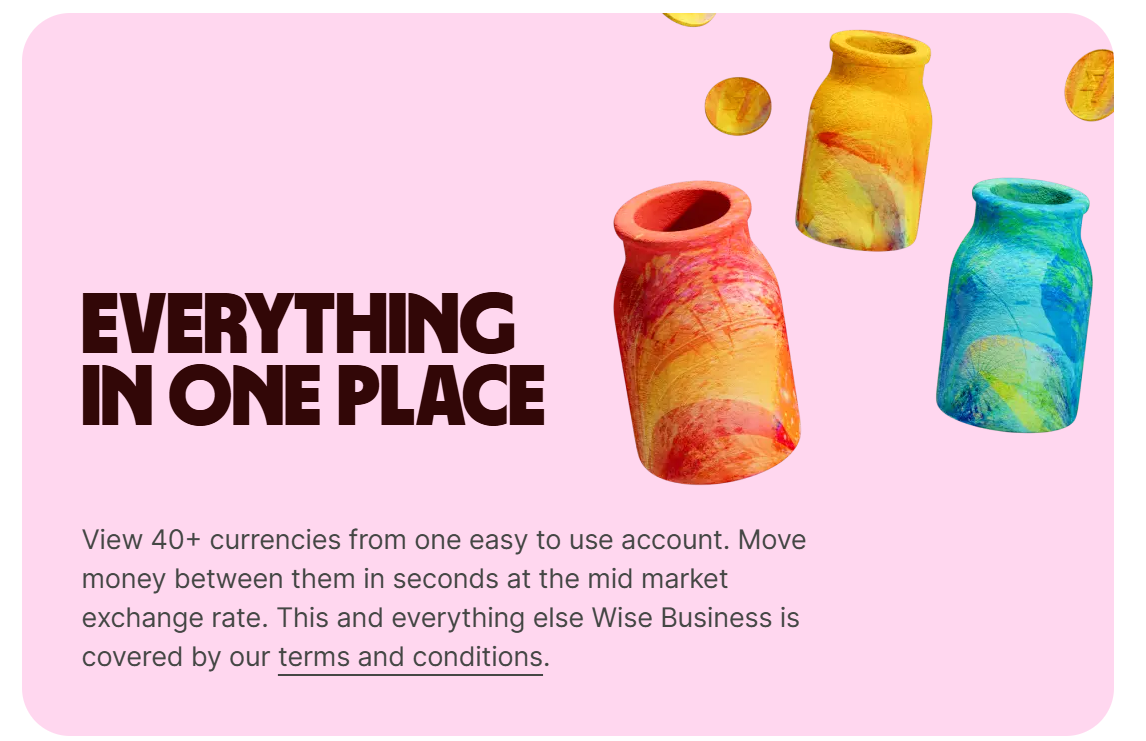 EVERYTHING
IN ONE PLACE
View 40+ currencies from one easy to use account. Move
money between them in seconds at the mid market
exchange rate. This and everything else Wise Business is
covered by our terms and conditions.